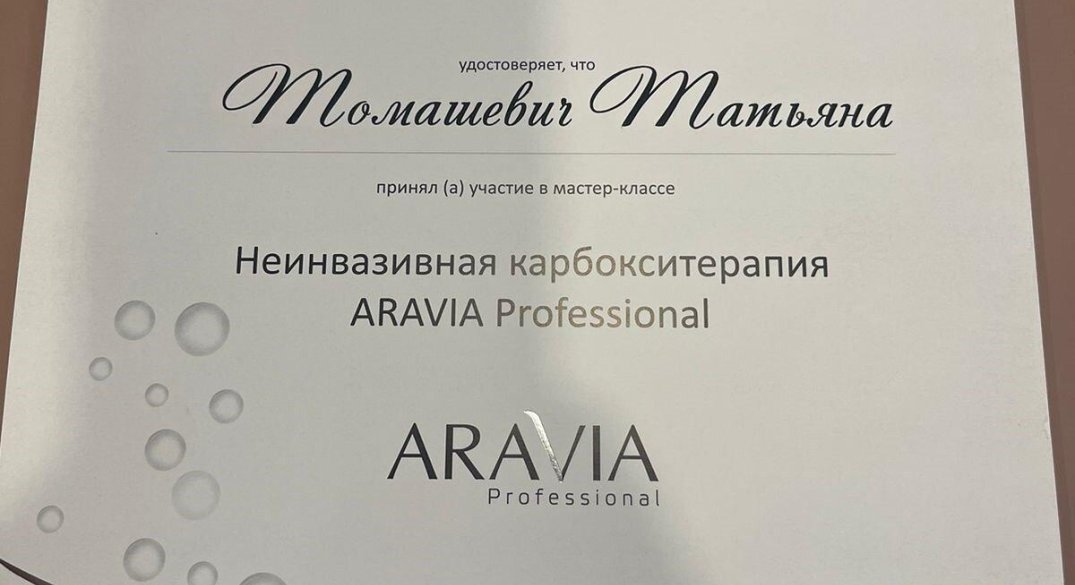 удостоверяет, что
Томашевич Татьяна
принял (а) участие в мастер-классе
Неинвазивная карбокситерапия
ARAVIA Professional
ARAVIA
Professional